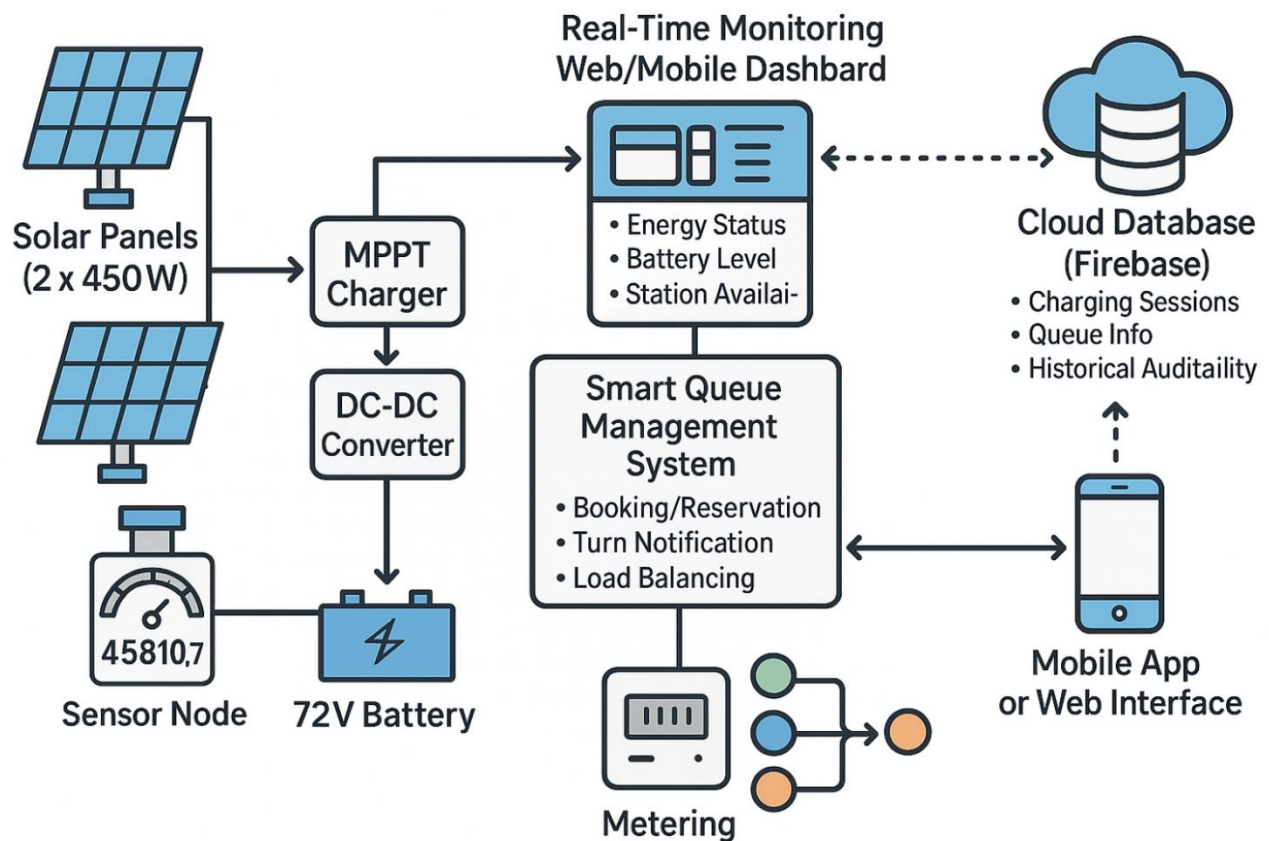 Real-Time Monitoring
Web/Mobile Dashbard
Solar Panels
(2 x 450 W)
MPPT
Charger
DC-DC
Converter
• Energy Status
• Battery Level
• Station Availai-
Cloud Database
(Firebase)
• Charging Sessions
• Queue Info
• Historical Auditaility
Smart Queue
Management
System
• Booking/Reservation
• Turn Notification
• Load Balancing
45810,7
Sensor Node
72V Battery
Mobile App
or Web Interface
Metering